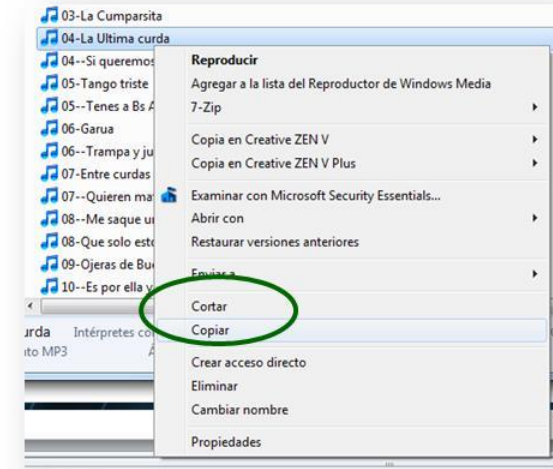 03-La Cumparsita
04-La Ultima curda
04--Si queremos
05-Tango triste
05--Tenes a Bs A
06-Garua
06--Trampa y ju
07-Entre curdas
07--Quieren ma
08--Me saque u
08-Que solo est
09-Ojeras de Bu
10--Es por ella y
urda Intérpretes co
to MP3
Reproducir
Agregar a la lista del Reproductor de Windows Media
7-Zip
Copia en Creative ZEN V
Copia en Creative ZEN V Plus
Examinar con Microsoft Security Essentials...
Abrir con
Restaurar versiones anteriores
Enviar a
Cortar
Copiar
Crear acceso directo
Eliminar
Cambiar nombre
Propiedades